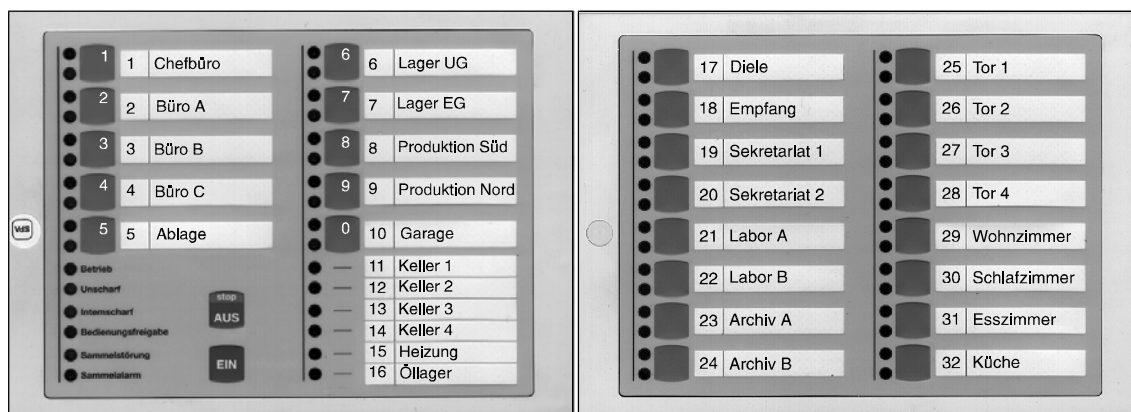 1 1 Chefbüro
2 2 Büro A
3 3 Büro B
4 4 Büro C
5 5 Ablage
Betrieb
Unscharf
Internscharf
Bedienungsfreigabe
Sammelstörung
Sammelalarm
stop
AUS
EIN
VdS
6 6 Lager UG
7 7 Lager EG
8 8 Produktion Süd
9 9 Produktion Nord
0 10 Garage
11 Keller 1
12 Keller 2
13 Keller 3
14 Keller 4
15 Heizung
16 Öllager
17 Diele
18 Empfang
19 Sekretariat 1
20 Sekretariat 2
21 Labor A
22 Labor B
23 Archiv A
24 Archiv B
25 Tor 1
26 Tor 2
27 Tor 3
28 Tor 4
29 Wohnzimmer
30 Schlafzimmer
31 Esszimmer
32 Küche